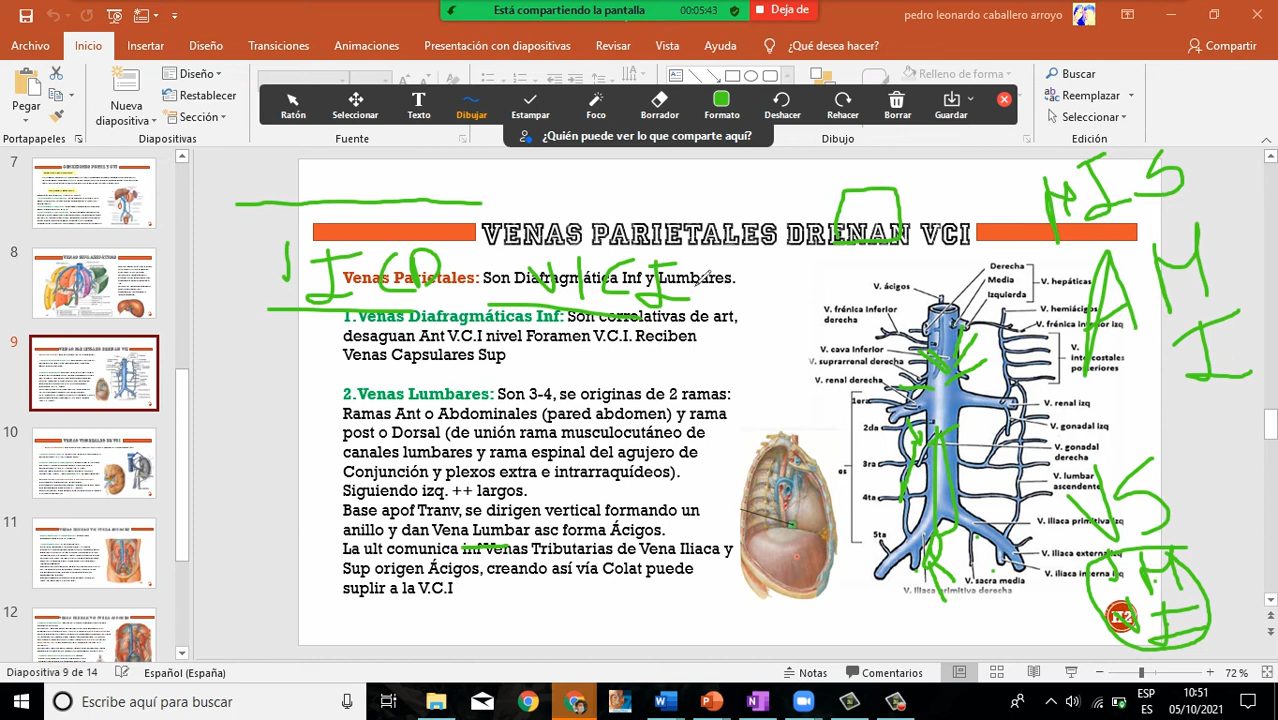 Está compartiendo la pantalla
00:05:43
Deja de
pedro leonardo caballero arroyo
Archivo Inicio Insertar Diseño Transiciones Animaciones Presentación con diapositivas Revisar Vista Ayuda ¿Qué desea hacer? Compartir
Pegar
Nueva diapositiva
Diseño
Restablecer
Sección
Relleno de forma
Buscar
Reemplazar
Seleccionar
Ratón Seleccionar Texto Dibujar Estampar Foco Borrador Formato Deshacer Rehacer Borrar Guardar
¿Quién puede ver lo que comparte aquí?
Portapapeles Fuente Dibujo Edición
7
8
9
10
11
12
VENAS PARIETALES DRENAN VCI
Venas Parietales: Son Diafragmática Inf y Lumbares.
1.Venas Diafragmáticas Inf: Son correlativas de art,
desaguan Ant V.C.I nivel Foramen V.C.I. Reciben
Venas Capsulares Sup
2.Venas Lumbares: Son 3-4, se origina de 2 ramas:
Ramas Ant o Abdominales (pared abdomen) y rama
post o Dorsal (de unión rama musculocutáneo de
canales lumbares y rama espinal del agujero de
Conjunción y plexos extra e intrarraquídeos).
Siguiendo izq. ++ largos.
Base apof Tranv, se dirigen vertical formando un
anillo y dan Vena Lumbar asc forma Ácigos.
La ult comunica inf Venas Tributarias de Vena Iliaca y
Sup origen Ácigos, creando así vía Colat puede
suplir a la V.C.I
V. ácigos
Derecha
Media
Izquierda
V. hepáticas
V. hemiácigos
V. frénica inferior derecha
V. frénica inferior izq
V. cava inferior
V. intercostales posteriores
V. suprarrenal derecha
V. renal derecha
V. renal izq
1era
2da
3ra
4ta
5ta
V. gonadal izq
V. gonadal derecha
V. lumbar ascendente
V. iliaca primitiva izq
V. iliaca externa izq
V. iliaca interna izq
V. sacra media
V. iliaca primitiva derecha
VS
Diapositiva 9 de 14 Español (España) Notas Comentarios 72 %
Escribe aquí para buscar
ESP
ES
10:51
05/10/2021